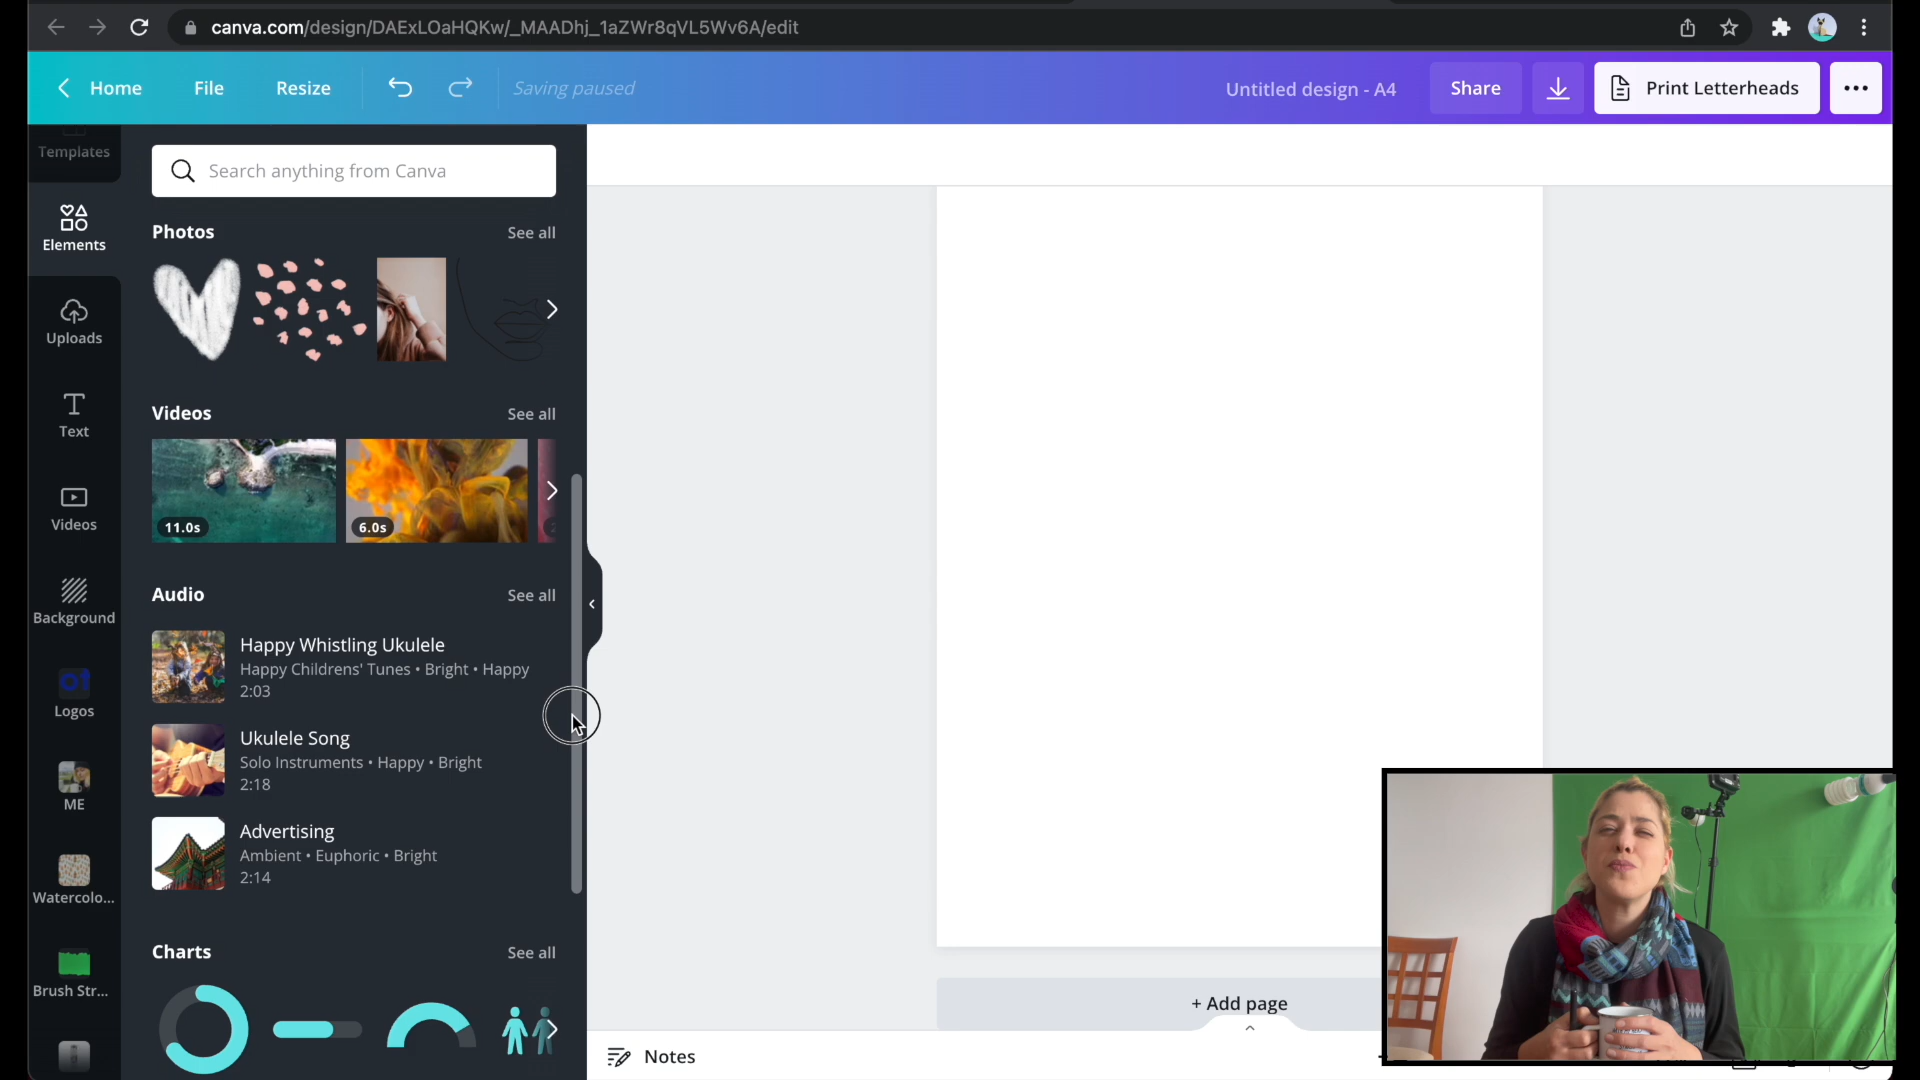 canva.com/design/DAExLOaHQKw/_MAADhj_1aZWr8qVL5Wv6A/edit
Home File Resize Saving paused Untitled design - A4 Share Print Letterheads
Templates
Elements
Uploads
Text
Videos
Background
Logos
ME
Watercolo...
Brush Str...
Search anything from Canva
Photos See all
Videos See all
11.0s 6.0s
Audio See all
Happy Whistling Ukulele
Happy Childrens' Tunes • Bright • Happy
2:03
Ukulele Song
Solo Instruments • Happy • Bright
2:18
Advertising
Ambient • Euphoric • Bright
2:14
Charts See all
+ Add page
Notes